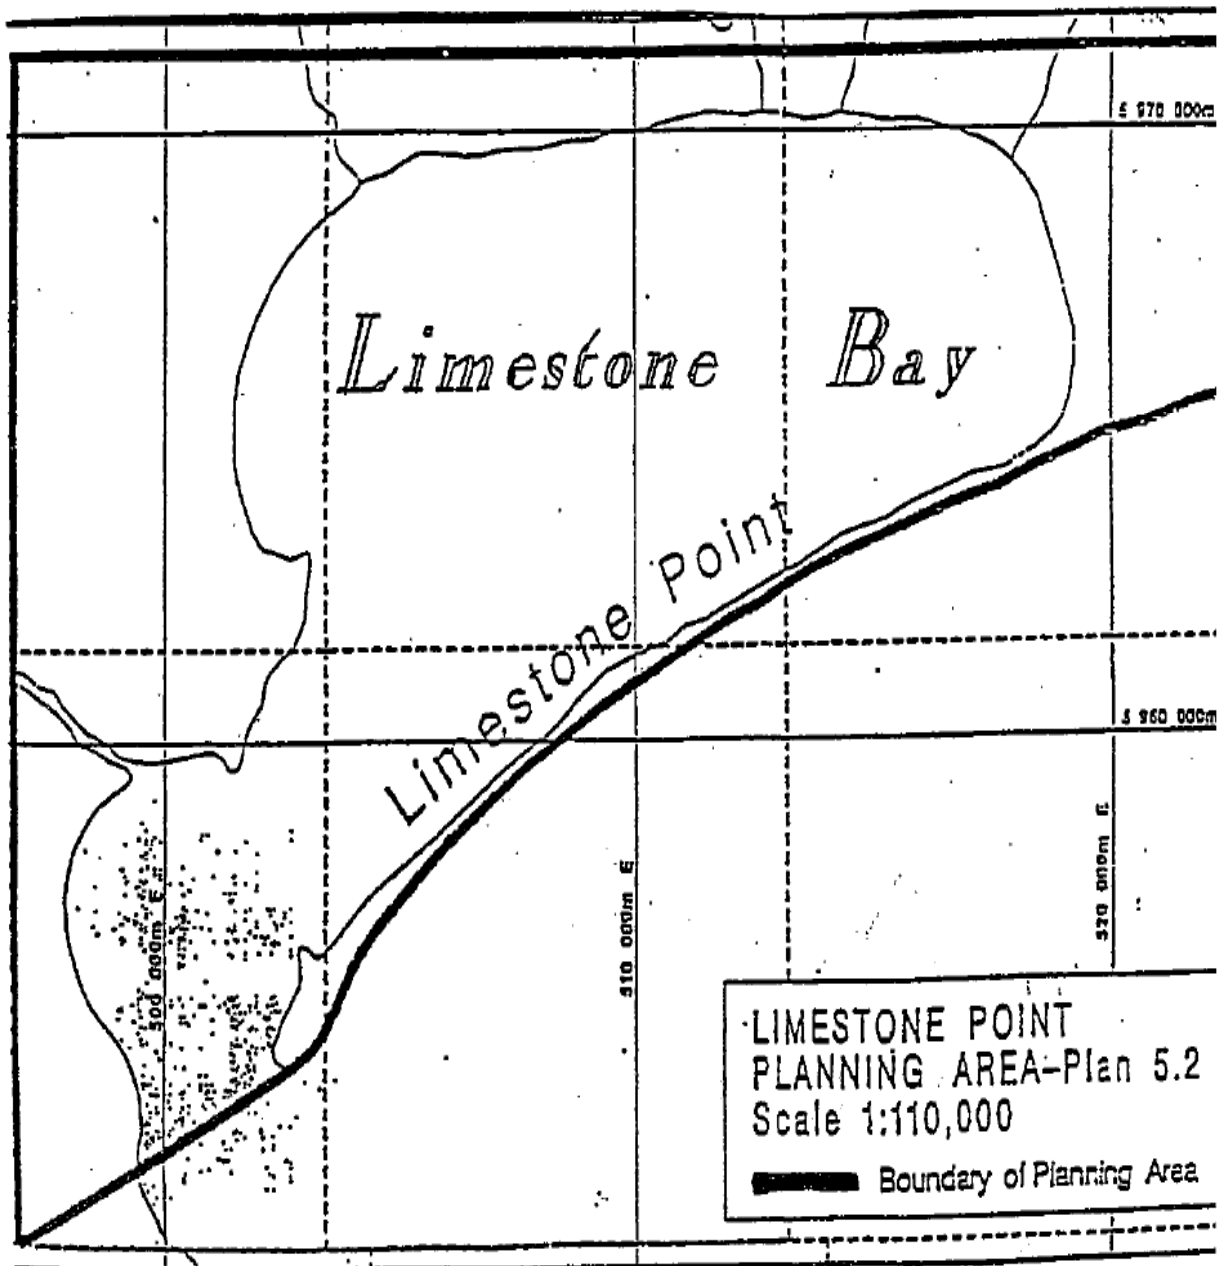 5 970 000m
Limestone Bay
Limestone Point
5 960 000m
500 000m E
510 000m E
520 000m E
LIMESTONE POINT
PLANNING AREA-Plan 5.2
Scale 1:110,000
Boundary of Planning Area